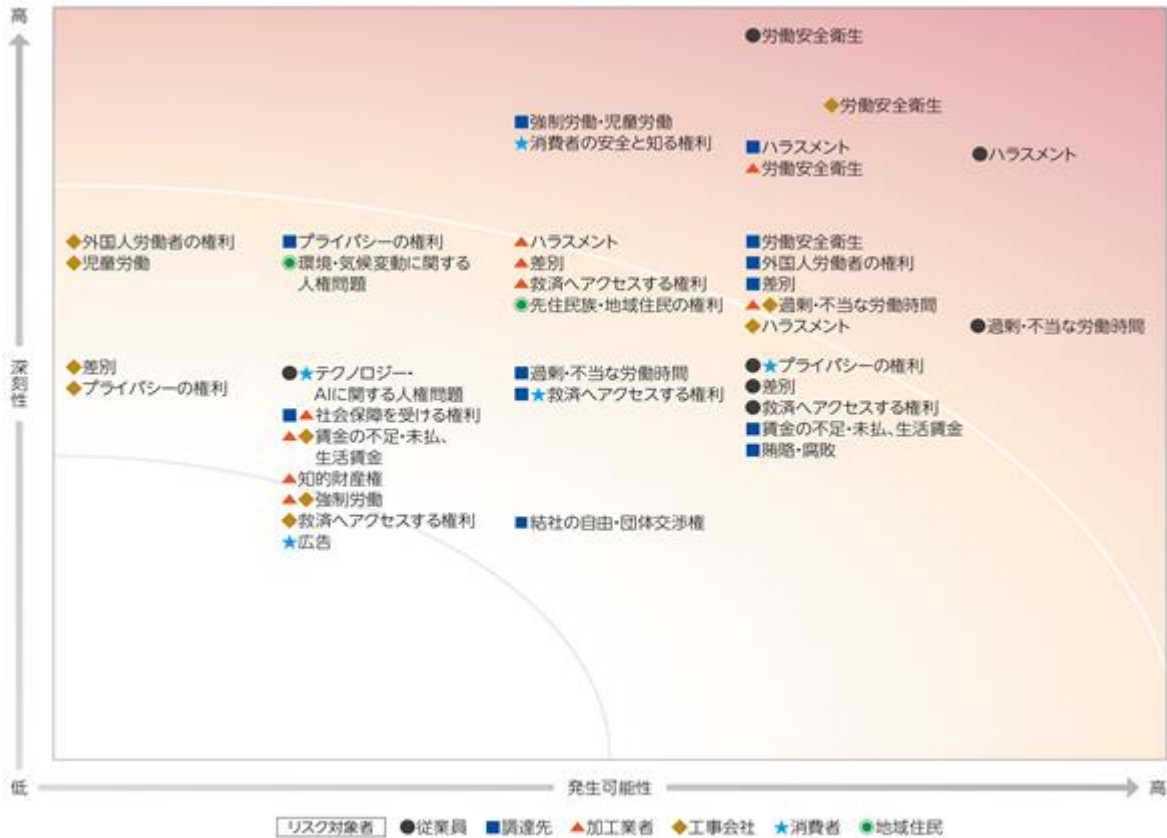 高
●労働安全衛生
◆労働安全衛生
■強制労働・児童労働
★消費者の安全と知る権利
■ハラスメント
▲労働安全衛生
●ハラスメント
◆外国人労働者の権利
◆児童労働
■プライバシーの権利
●環境・気候変動に関する
人権問題
▲ハラスメント
▲差別
▲救済へアクセスする権利
●先住民族・地域住民の権利
■労働安全衛生
■外国人労働者の権利
■差別
▲◆過剰・不当な労働時間
◆ハラスメント
●過剰・不当な労働時間
深刻性
◆差別
◆プライバシーの権利
●★テクノロジー・
AIに関する人権問題
■▲社会保障を受ける権利
▲◆賃金の不足・未払、
生活賃金
▲知的財産権
▲◆強制労働
◆救済へアクセスする権利
★広告
■過剰・不当な労働時間
■★救済へアクセスする権利
■結社の自由・団体交渉権
●★プライバシーの権利
●差別
●救済へアクセスする権利
■賃金の不足・未払、生活賃金
■賄賂・腐敗
低
発生可能性
高
リスク対象者 ●従業員 ■調達先 ▲加工業者 ◆工事会社 ★消費者 ●地域住民